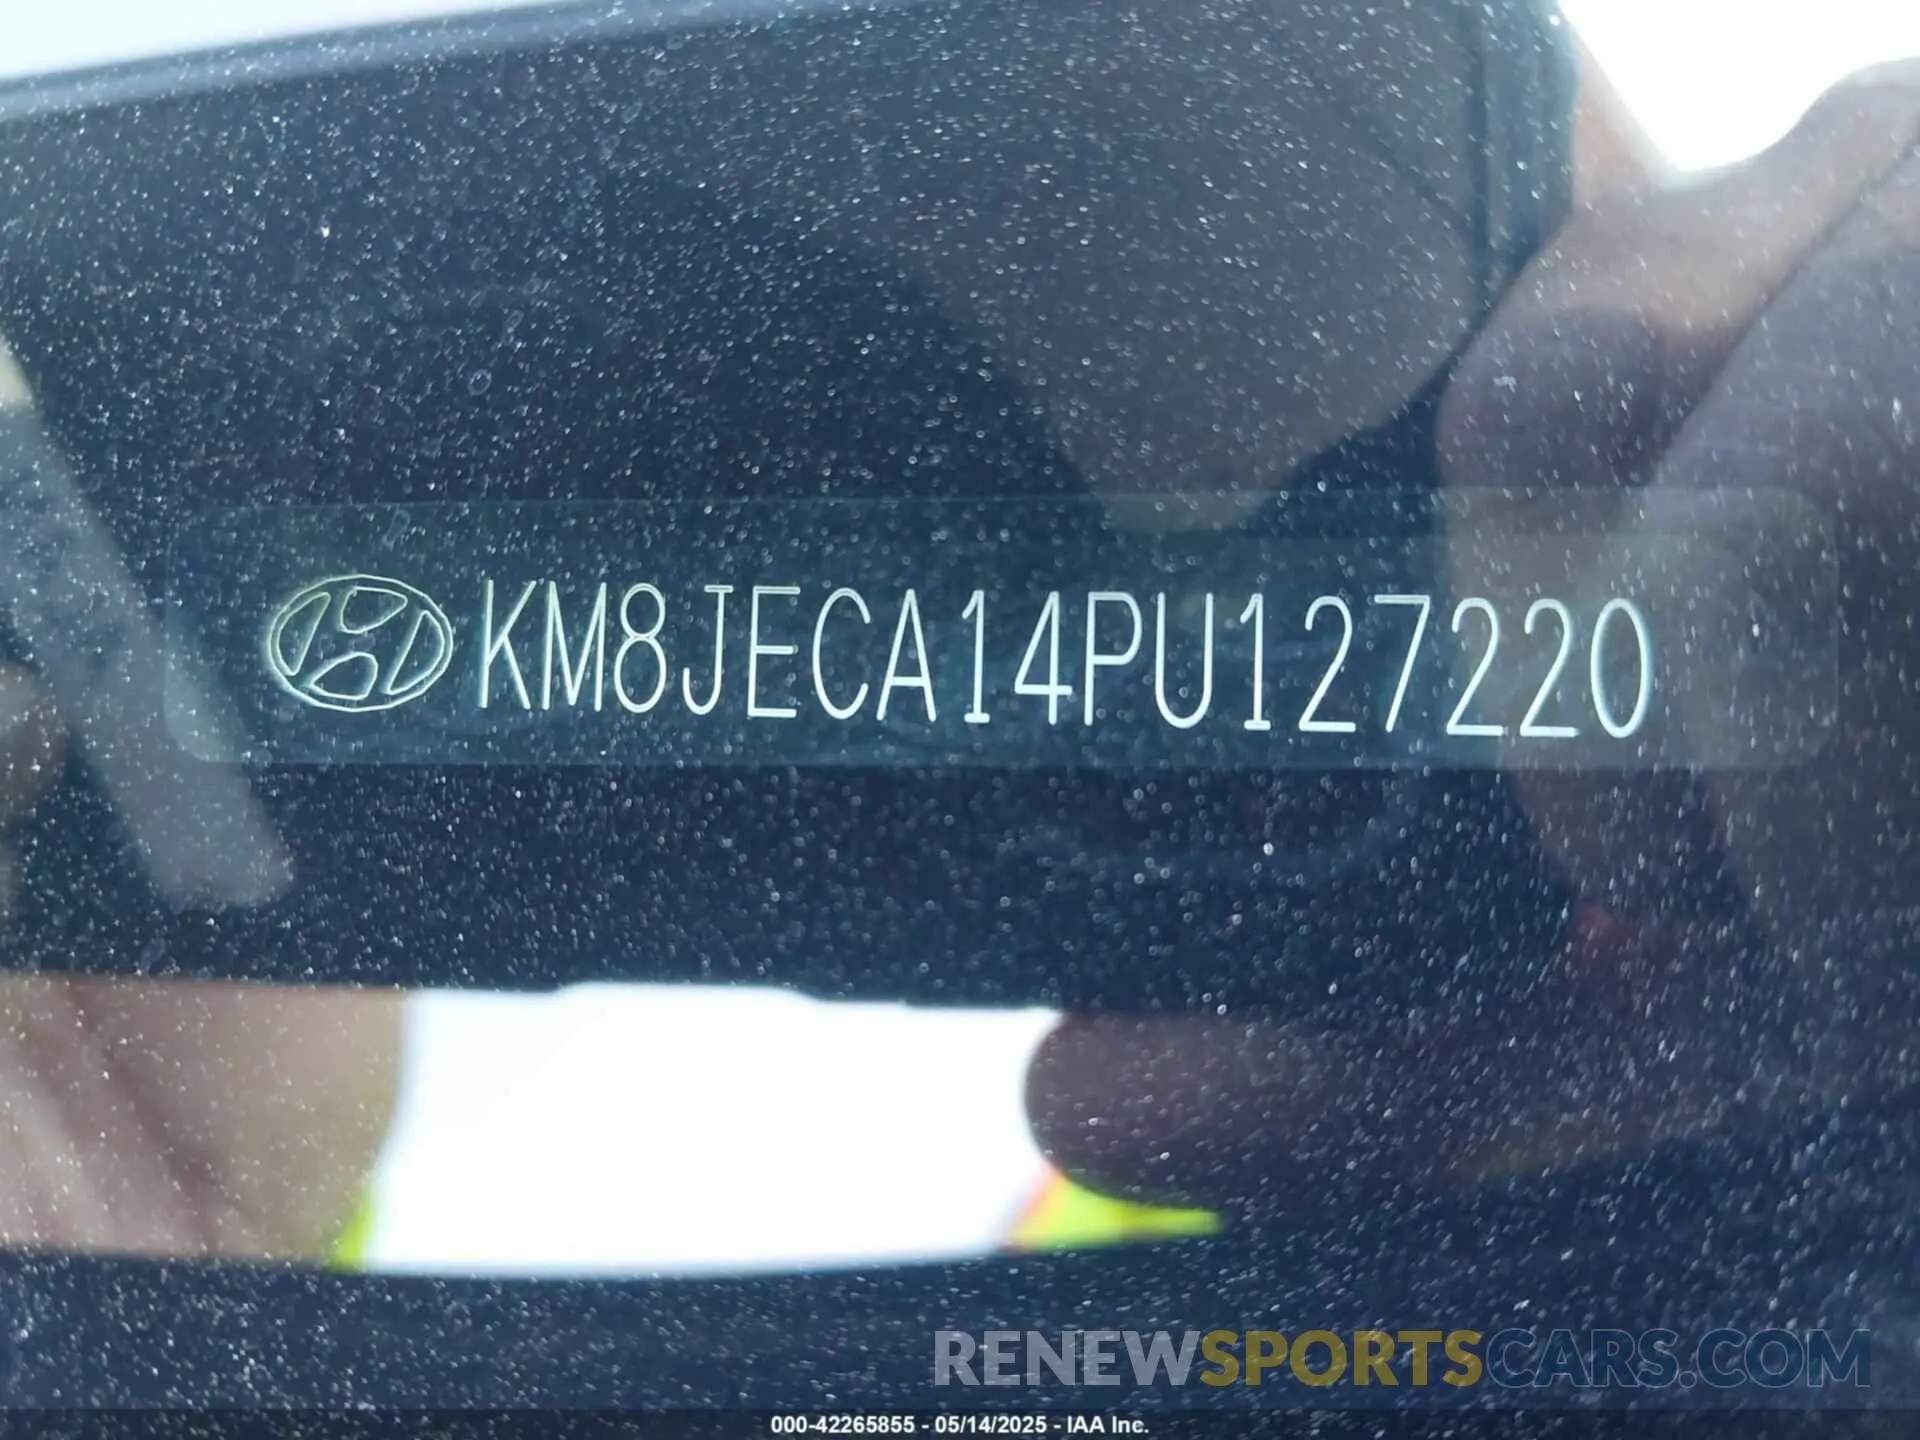 KM8JECA14PU127220
RENEWSPORTSCARS.COM
000-42265855 - 05/14/2025 - IAA Inc.